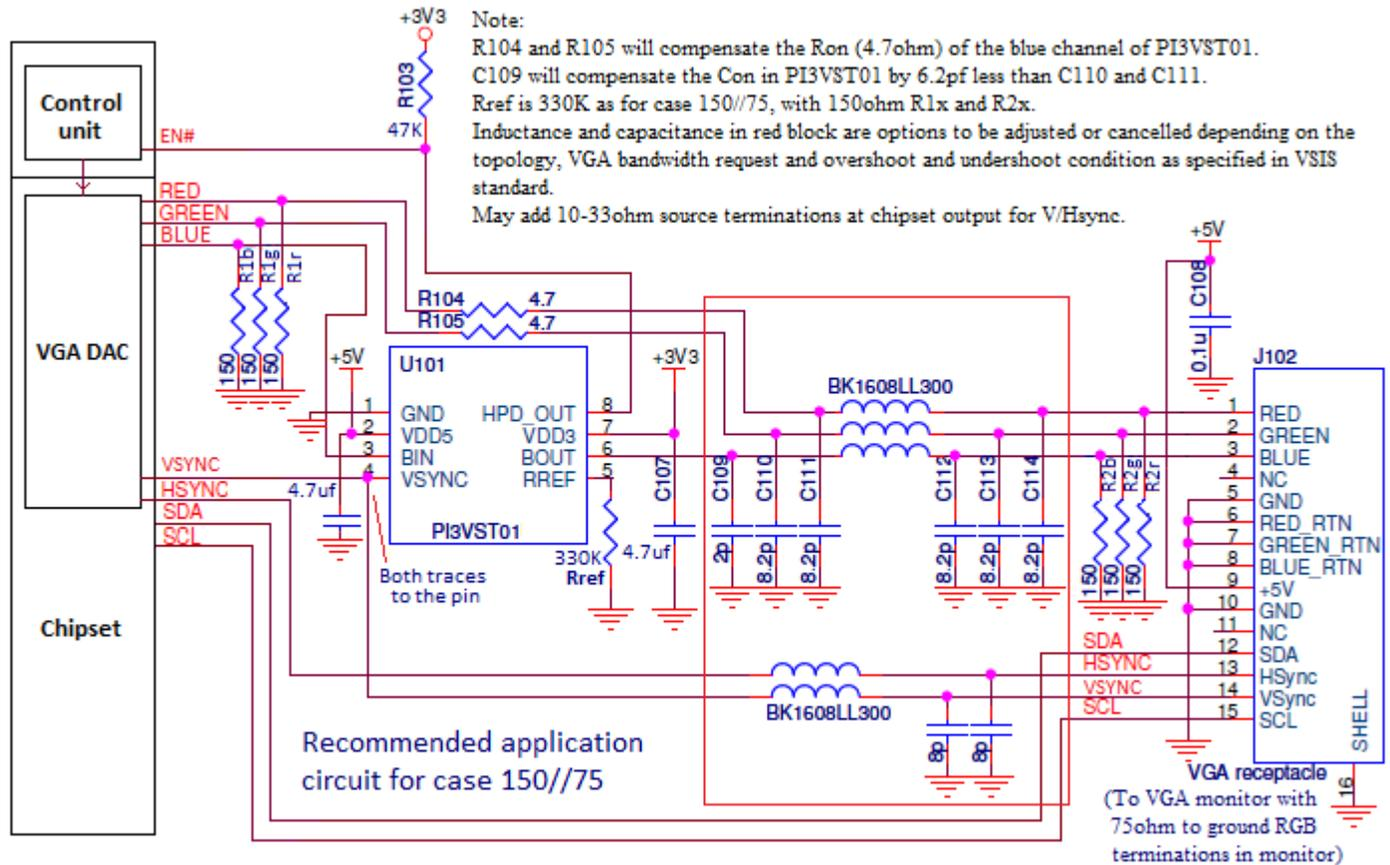 +3V3
Note:
R104 and R105 will compensate the Ron (4.7ohm) of the blue channel of PI3VST01.
C109 will compensate the Con in PI3VST01 by 6.2pf less than C110 and C111.
Rref is 330K as for case 150//75, with 150ohm R1x and R2x.
Inductance and capacitance in red block are options to be adjusted or cancelled depending on the
topology, VGA bandwidth request and overshoot and undershoot condition as specified in VSIS
standard.
May add 10-33ohm source terminations at chipset output for V/Hsync.
R103
47K
Control
unit
EN#
RED
GREEN
BLUE
R1b
R1g
R1r
150
150
150
VGA DAC
R104
4.7
R105
4.7
+5V
U101
+3V3
1
GND
HPD_OUT
8
2
VDD5
VDD3
7
3
BIN
BOUT
6
4
VSYNC
RREF
5
PI3VST01
VSYNC
HSYNC
SDA
SCL
4.7uf
Both traces
to the pin
330K
Rref
4.7uf
C107
BK1608LL300
C109
C110
C111
2p
8.2p
8.2p
C112
C113
C114
8.2p
8.2p
8.2p
R2b
R2g
R2r
150
150
150
+5V
C108
0.1u
J102
1
RED
2
GREEN
3
BLUE
4
NC
5
GND
6
RED_RTN
7
GREEN_RTN
8
BLUE_RTN
9
+5V
10
GND
11
NC
12
SDA
13
HSync
14
VSync
15
SCL
SHELL
16
SDA
HSYNC
VSYNC
SCL
BK1608LL300
8p
8p
Chipset
Recommended application
circuit for case 150//75
VGA receptacle
(To VGA monitor with
75ohm to ground RGB
terminations in monitor)